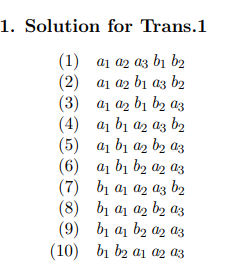 1. Solution for Trans.1
(1) a₁ a₂ a₃ b₁ b₂
(2) a₁ a₂ b₁ a₃ b₂
(3) a₁ a₂ b₁ b₂ a₃
(4) a₁ b₁ a₂ a₃ b₂
(5) a₁ b₁ a₂ b₂ a₃
(6) a₁ b₁ b₂ a₂ a₃
(7) b₁ a₁ a₂ a₃ b₂
(8) b₁ a₁ a₂ b₂ a₃
(9) b₁ a₁ b₂ a₂ a₃
(10) b₁ b₂ a₁ a₂ a₃